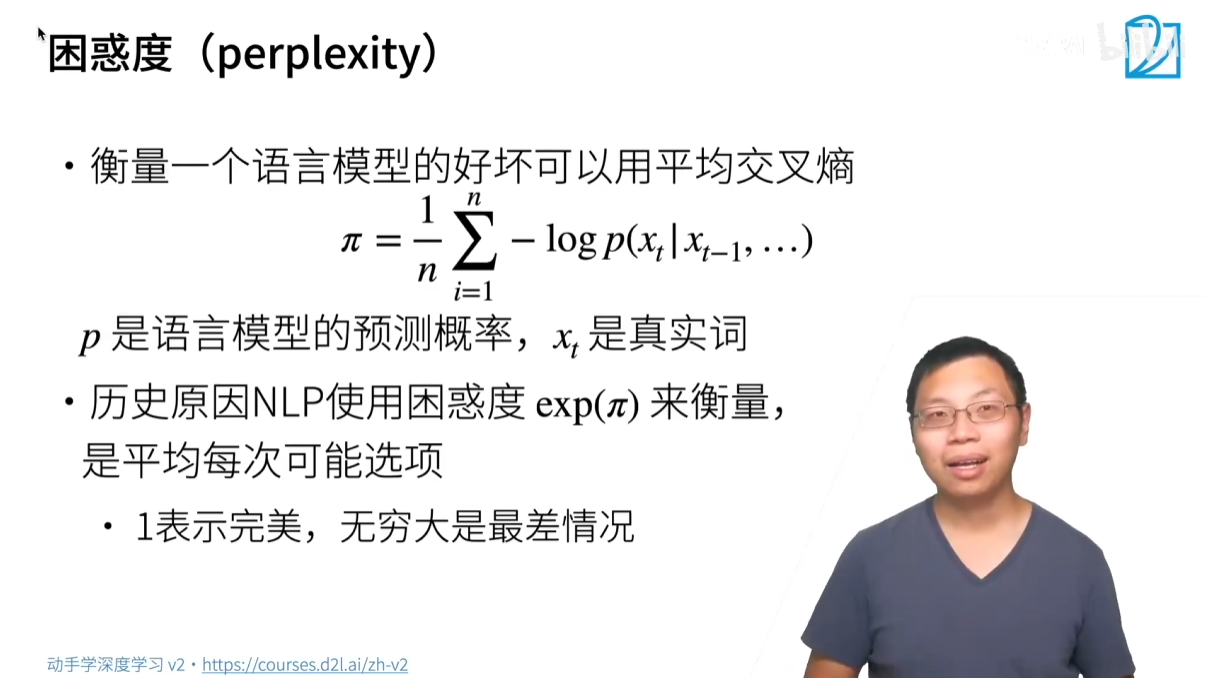 困惑度（perplexity）
• 衡量一个语言模型的好坏可以用平均交叉熵
π = \frac{1}{n} \sum_{i=1}^{n} − log p(x_t|x_{t−1}, …)
p 是语言模型的预测概率，x_t 是真实词
• 历史原因NLP使用困惑度 exp(π) 来衡量，
是平均每次可能选项
• 1表示完美，无穷大是最差情况
动手学深度学习 v2 • https://courses.d2l.ai/zh-v2